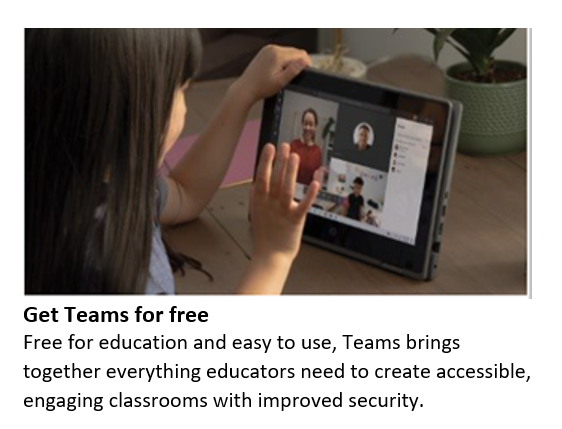 Get Teams for free
Free for education and easy to use, Teams brings
together everything educators need to create accessible,
engaging classrooms with improved security.